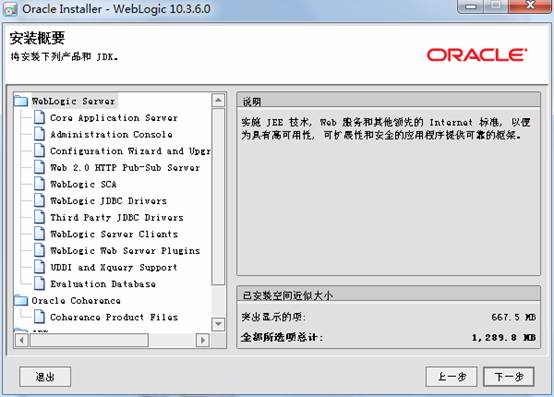 Oracle Installer - WebLogic 10.3.6.0
安装概要
将安装下列产品和 JDK。
ORACLE
WebLogic Server
Core Application Server
Administration Console
Configuration Wizard and Upgr
Web 2.0 HTTP Pub-Sub Server
WebLogic SCA
WebLogic JDBC Drivers
Third Party JDBC Drivers
WebLogic Server Clients
WebLogic Web Server Plugins
UDDI and Xquery Support
Evaluation Database
Oracle Coherence
Coherence Product Files
说明
实施 JEE 技术, Web 服务和其他领先的 Internet 标准, 以便
为具有高可用性, 可扩展性和安全的应用程序提供可靠的框架。
已安装空间近似大小
突出显示的项: 667.5 MB
全部所选项总计: 1,289.8 MB
退出
上一步
下一步